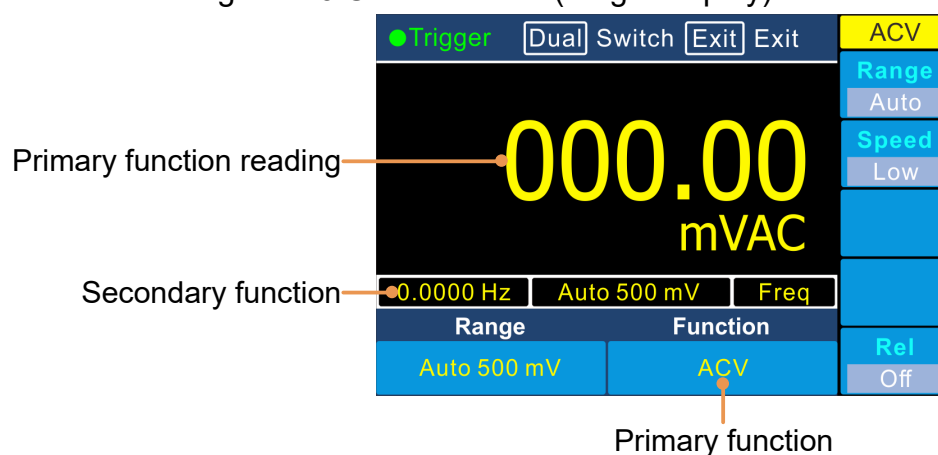 ●Trigger Dual Switch Exit Exit ACV
Range
Auto
Speed
Low
Primary function reading
000.00
mVAC
Secondary function
0.0000 Hz Auto 500 mV Freq
Range Function
Auto 500 mV ACV
Rel
Off
Primary function